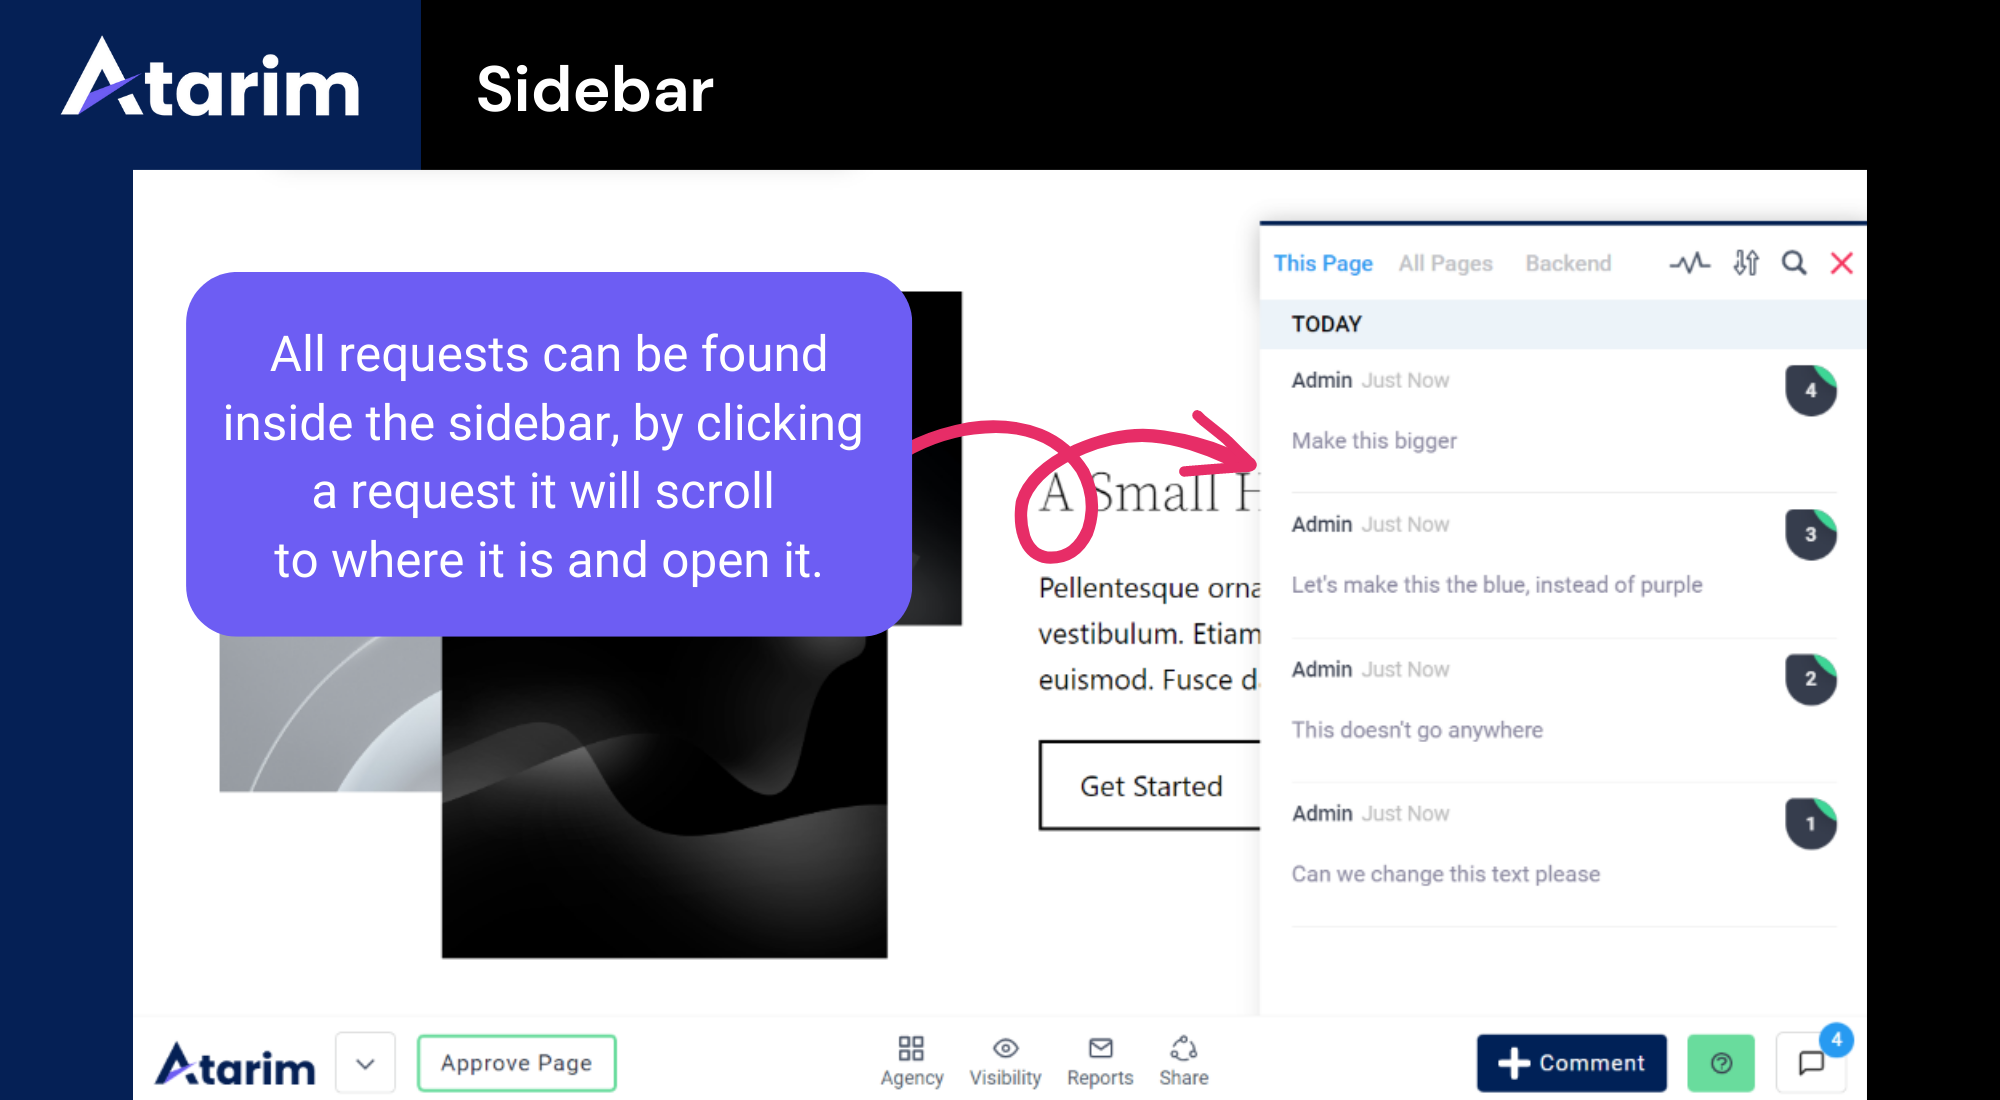 Atarim
Sidebar
All requests can be found
inside the sidebar, by clicking
a request it will scroll
to where it is and open it.
A Small H
Pellentesque orna
vestibulum. Etiam
euismod. Fusce d
Get Started
This Page All Pages Backend
TODAY
Admin Just Now 4
Make this bigger
Admin Just Now 3
Let's make this the blue, instead of purple
Admin Just Now 2
This doesn't go anywhere
Admin Just Now 1
Can we change this text please
Atarim
Approve Page
Agency Visibility Reports Share
Comment
4